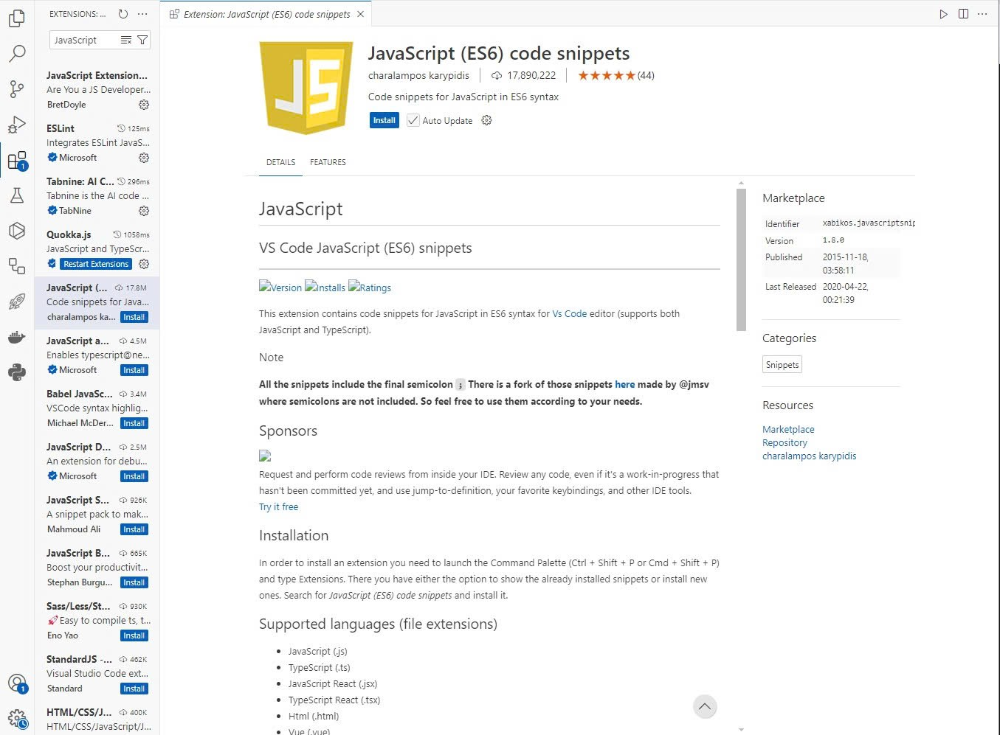 EXTENSIONS: ...
JavaScript
JavaScript Extension...
Are You a JS Developer...
BretDoyle
ESLint 125ms
Integrates ESLint JavaS...
Microsoft
Tabnine: AI C... 296ms
Tabnine is the AI code ...
TabNine
Quokka.js 1058ms
JavaScript and TypeScr...
Restart Extensions
JavaScript (... 17.8M
Code snippets for Java...
charalampos ka... Install
JavaScript a... 4.5M
Enables typescript@ne...
Microsoft Install
Babel JavaSc... 3.4M
VSCode syntax highlig...
Michael McDer... Install
JavaScript D... 2.5M
An extension for debu...
Microsoft Install
JavaScript S... 926K
A snippet pack to mak...
Mahmoud Ali Install
JavaScript B... 665K
Boost your productivit...
Stephan Burgu... Install
Sass/Less/St... 930K
Easy to compile ts, t...
Eno Yao Install
StandardJS -... 462K
Visual Studio Code ext...
Standard Install
HTML/CSS/J... 400K
HTML/CSS/JavaScript/J...
1
1
Extension: JavaScript (ES6) code snippets
JS
JavaScript (ES6) code snippets
charalampos karypidis 17,890,222 (44)
Code snippets for JavaScript in ES6 syntax
Install Auto Update
DETAILS FEATURES
JavaScript
VS Code JavaScript (ES6) snippets
Version Installs Ratings
This extension contains code snippets for JavaScript in ES6 syntax for Vs Code editor (supports both
JavaScript and TypeScript).
Note
All the snippets include the final semicolon ; There is a fork of those snippets here made by @jmsv
where semicolons are not included. So feel free to use them according to your needs.
Sponsors
Request and perform code reviews from inside your IDE. Review any code, even if it's a work-in-progress that
hasn't been committed yet, and use jump-to-definition, your favorite keybindings, and other IDE tools.
Try it free
Installation
In order to install an extension you need to launch the Command Palette (Ctrl + Shift + P or Cmd + Shift + P)
and type Extensions. There you have either the option to show the already installed snippets or install new
ones. Search for JavaScript (ES6) code snippets and install it.
Supported languages (file extensions)
JavaScript (.js)
TypeScript (.ts)
JavaScript React (.jsx)
TypeScript React (.tsx)
Html (.html)
Vue (.vue)
Marketplace
Identifier xabikos.javascriptsnip
Version 1.8.0
Published 2015-11-18,
03:58:11
Last Released 2020-04-22,
00:21:39
Categories
Snippets
Resources
Marketplace
Repository
charalampos karypidis